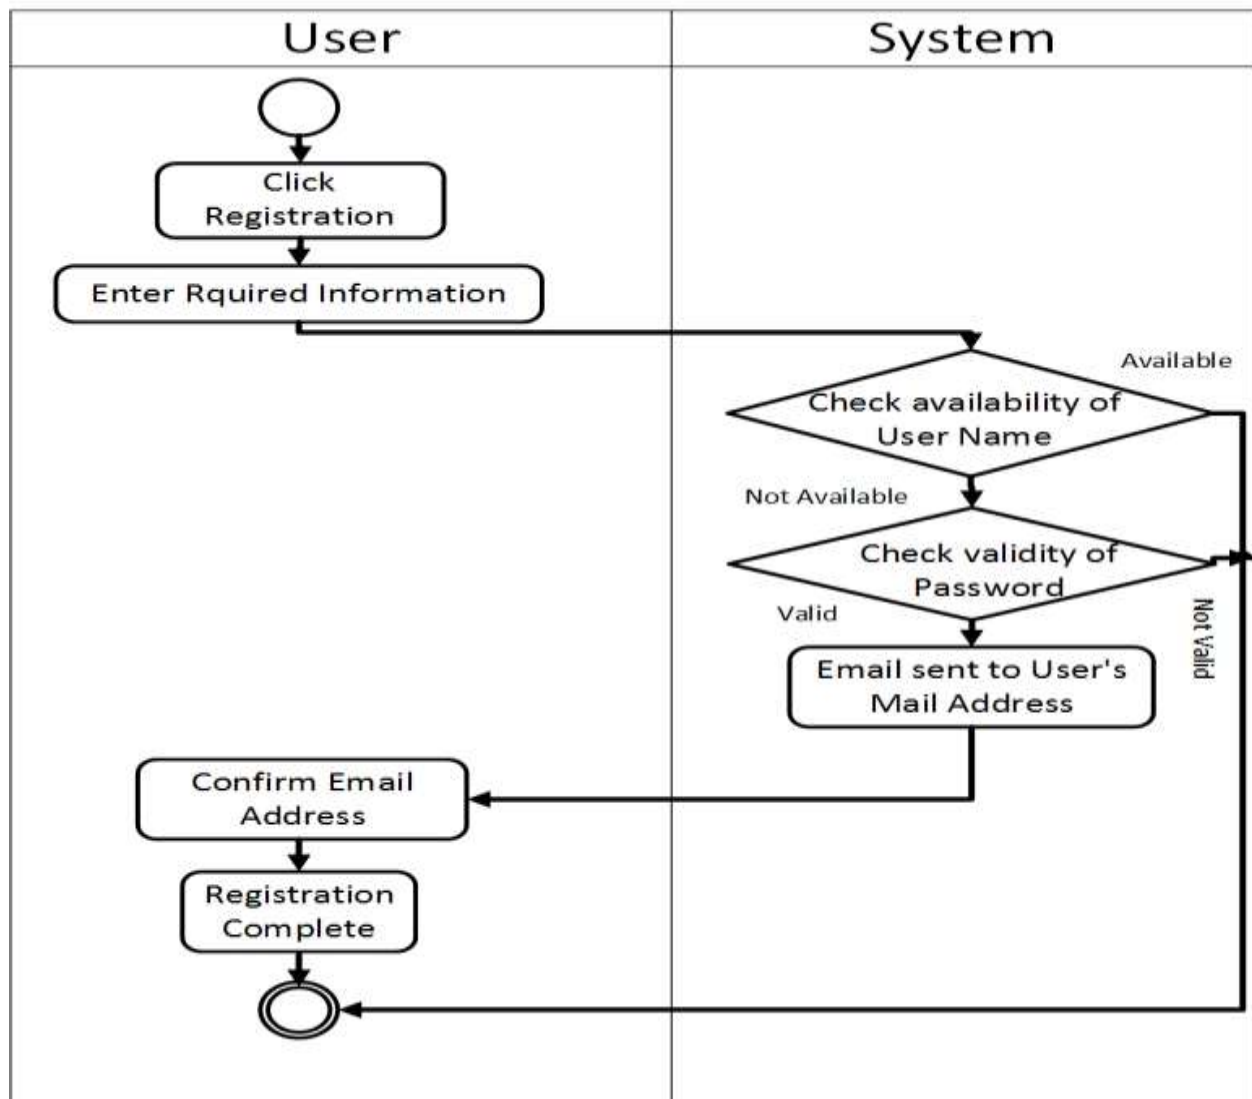 User
System
Click
Registration
Enter Rquired Information
Available
Check availability of
User Name
Not Available
Check validity of
Password
Valid
Not Valid
Email sent to User's
Mail Address
Confirm Email
Address
Registration
Complete